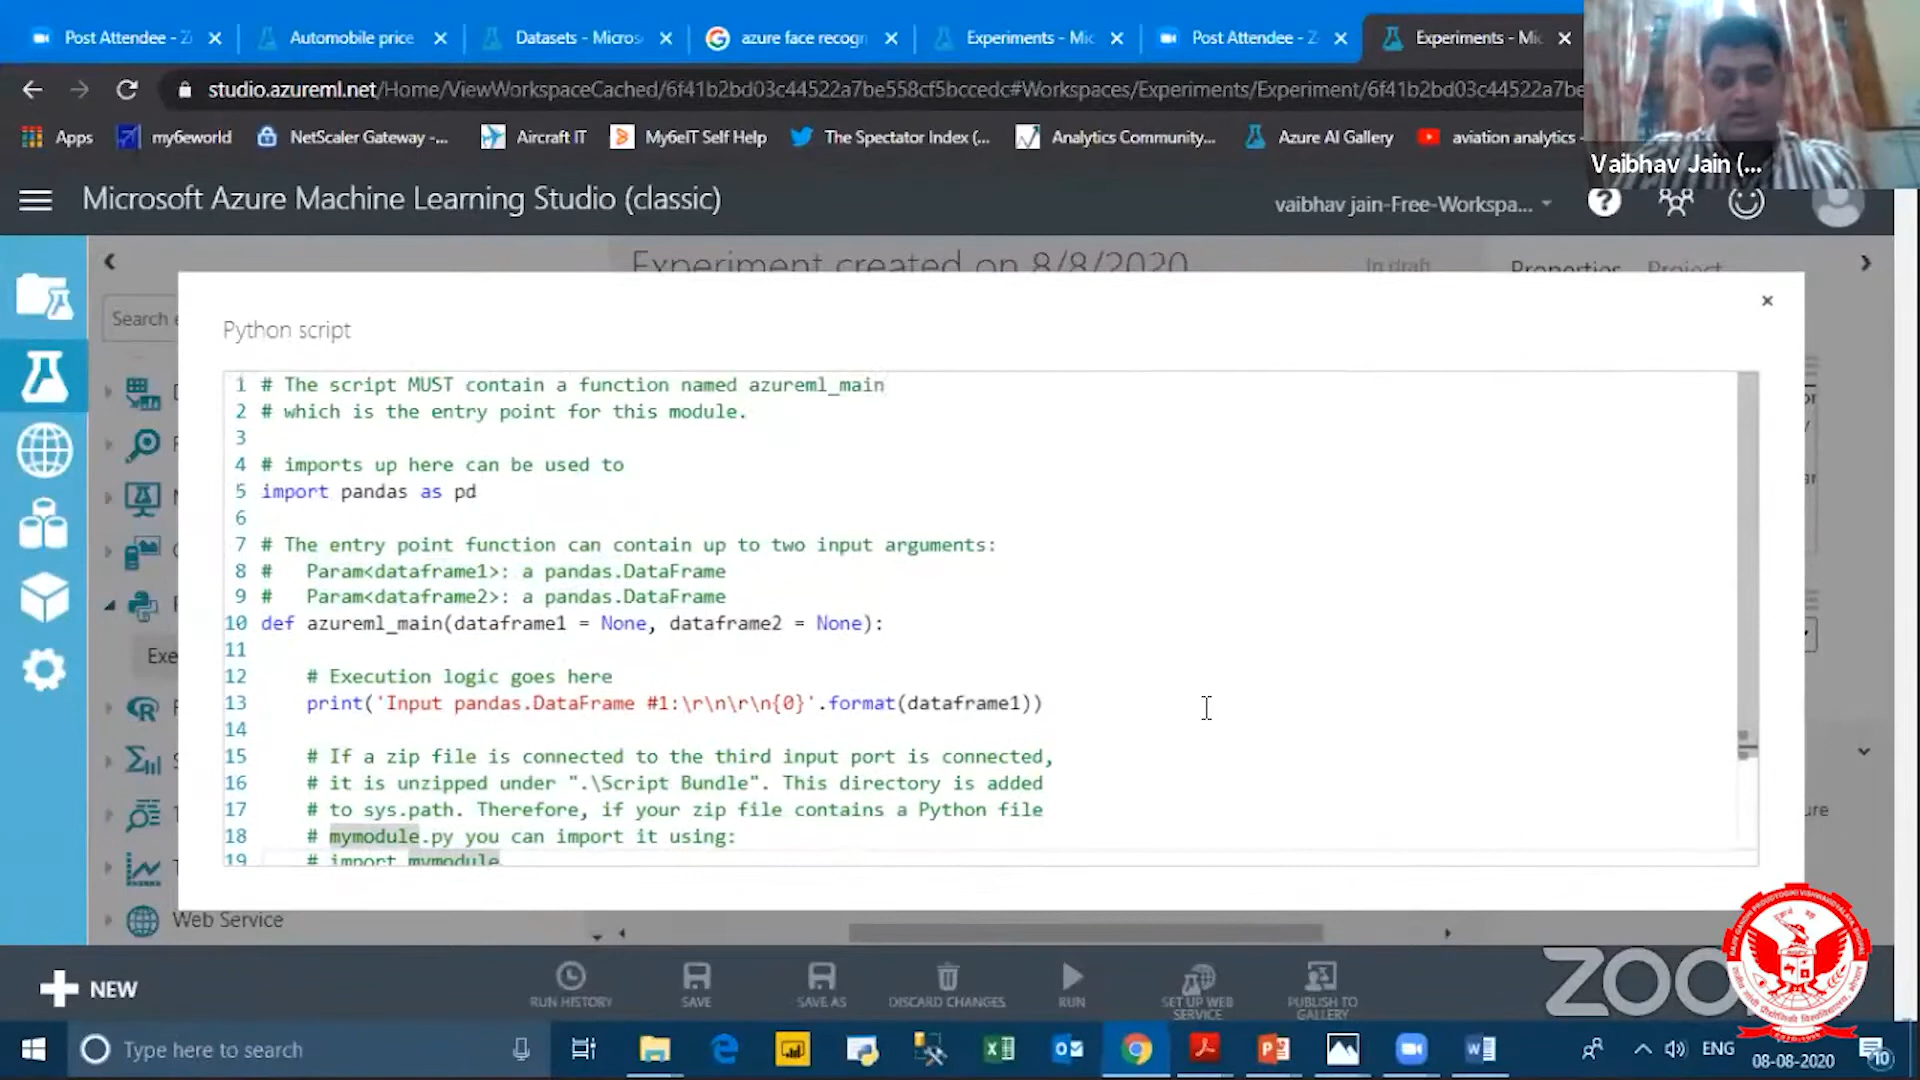 Post Attendee - Z
Automobile price
Datasets - Micros
azure face recogn
Experiments - Mic
Post Attendee - Z
Experiments - Mic
studio.azureml.net/Home/ViewWorkspaceCached/6f41b2bd03c44522a7be558cf5bccedc#Workspaces/Experiments/Experiment/6f41b2bd03c44522a7be
Apps
my6eworld
NetScaler Gateway -...
Aircraft IT
My6eIT Self Help
The Spectator Index (...
Analytics Community...
Azure AI Gallery
aviation analytics -
Vaibhav Jain (...
Microsoft Azure Machine Learning Studio (classic)
vaibhav jain-Free-Workspa...
Experiment created on 8/8/2020
In draft
Properties
Project
Search
Python script
1 # The script MUST contain a function named azureml_main
2 # which is the entry point for this module.
3
4 # imports up here can be used to
5 import pandas as pd
6
7 # The entry point function can contain up to two input arguments:
8 #   Param<dataframe1>: a pandas.DataFrame
9 #   Param<dataframe2>: a pandas.DataFrame
10 def azureml_main(dataframe1 = None, dataframe2 = None):
11
12     # Execution logic goes here
13     print('Input pandas.DataFrame #1:\r\n\r\n{0}'.format(dataframe1))
14
15     # If a zip file is connected to the third input port is connected,
16     # it is unzipped under ".\Script Bundle". This directory is added
17     # to sys.path. Therefore, if your zip file contains a Python file
18     # mymodule.py you can import it using:
19     # import mymodule
Exe
Web Service
NEW
RUN HISTORY
SAVE
SAVE AS
DISCARD CHANGES
RUN
SET UP WEB SERVICE
PUBLISH TO GALLERY
Type here to search
ENG
08-08-2020
10